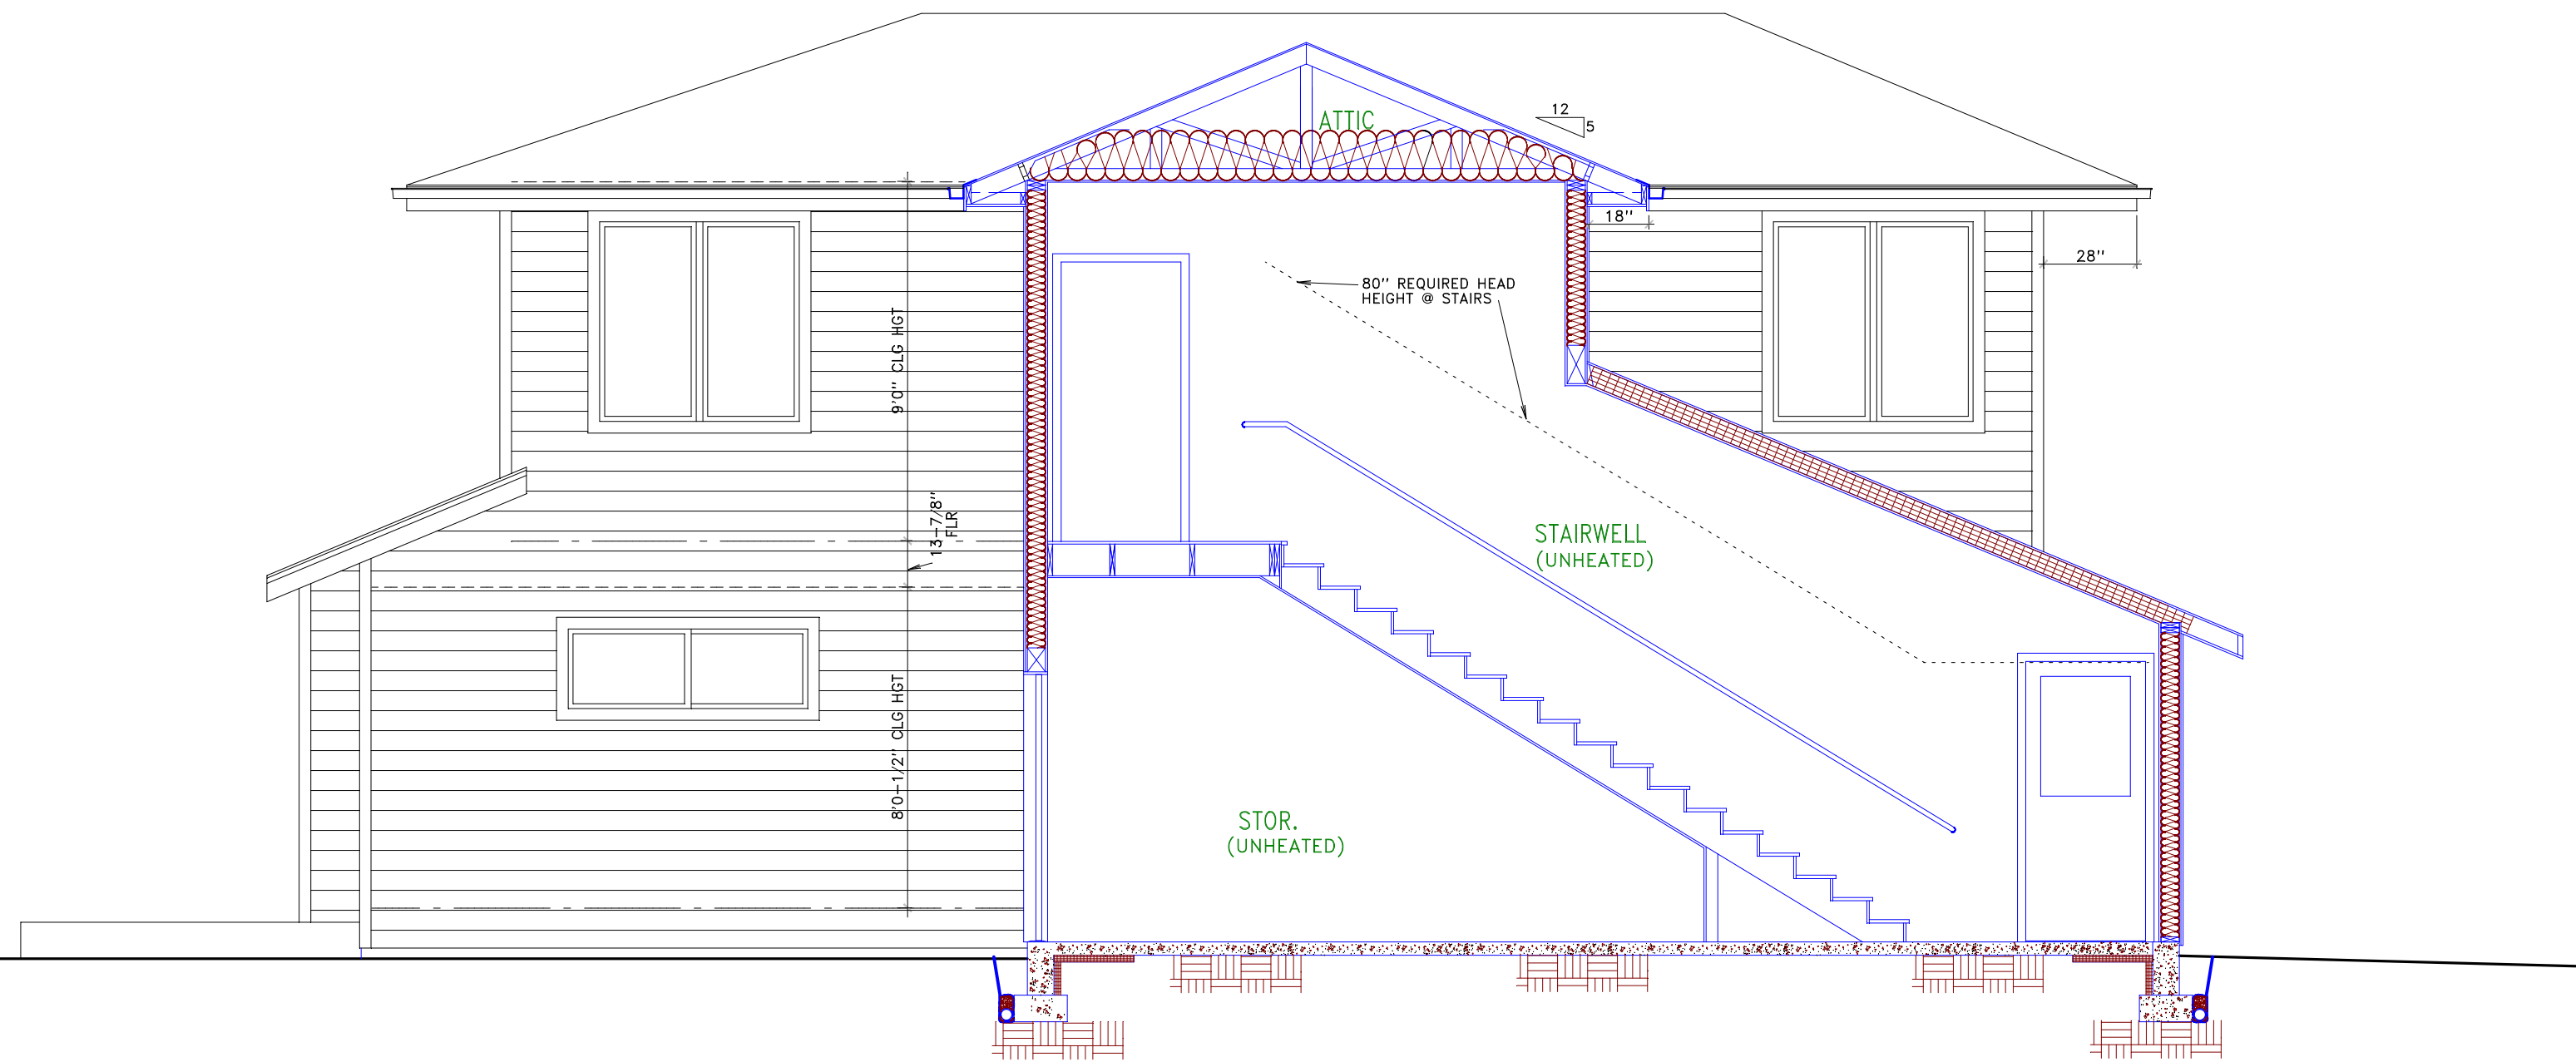 ATTIC
12
5
18''
28''
80'' REQUIRED HEAD
HEIGHT @ STAIRS
9'0'' CLG HGT
13-7/8''
FLR
STAIRWELL
(UNHEATED)
8'0-1/2'' CLG HGT
STOR.
(UNHEATED)